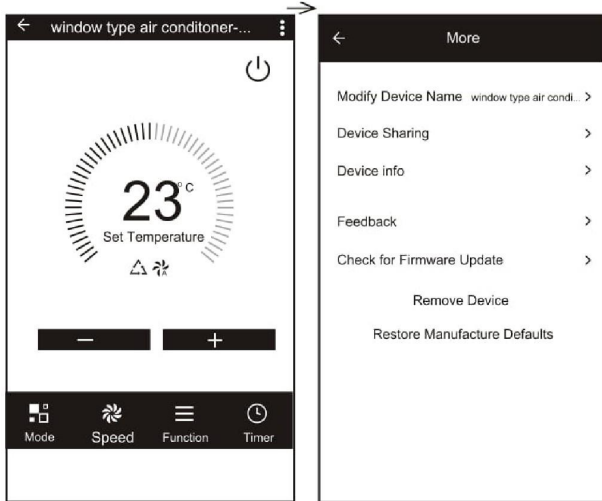 window type air conditoner-...
23°C
Set Temperature
A
Mode
Speed
Function
Timer
More
Modify Device Name window type air condi...
Device Sharing
Device info
Feedback
Check for Firmware Update
Remove Device
Restore Manufacture Defaults